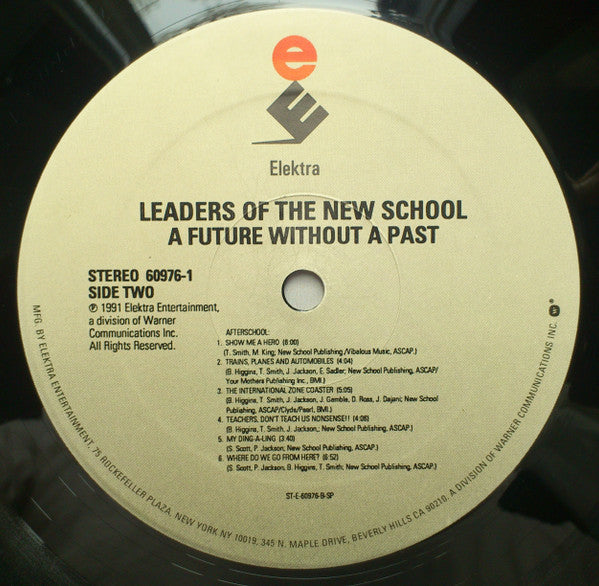 e
E
Elektra
LEADERS OF THE NEW SCHOOL
A FUTURE WITHOUT A PAST
STEREO 60976-1
SIDE TWO
℗ 1991 Elektra Entertainment,
a division of Warner
Communications Inc.
All Rights Reserved.
AFTERSCHOOL:
1. SHOW ME A HERO (6:00)
(T. Smith, M. King; New School Publishing/Vibalous Music, ASCAP.)
2. TRAINS, PLANES AND AUTOMOBILES (4:04)
(B. Higgins, T. Smith, J. Jackson, E. Sadler; New School Publishing, ASCAP/
Your Mothers Publishing Inc., BMI.)
3. THE INTERNATIONAL ZONE COASTER (5:05)
(B. Higgins, T. Smith, J. Jackson, J. Gamble, D. Ross, J. Dajani; New School
Publishing, ASCAP/Clyde/Pearl, BMI.)
4. TEACHERS, DON'T TEACH US NONSENSE!! (4:08)
(B. Higgins, T. Smith, J. Jackson,; New School Publishing, ASCAP.)
5. MY DING-A-LING (3:40)
(S. Scott, P. Jackson; New School Publishing, ASCAP.)
6. WHERE DO WE GO FROM HERE? (6:52)
(S. Scott, P. Jackson, B. Higgins, T. Smith; New School Publishing, ASCAP.)
ST-E-60976-B-SP
MFG. BY ELEKTRA ENTERTAINMENT, 75 ROCKEFELLER PLAZA, NEW YORK NY 10019, 345 N. MAPLE DRIVE, BEVERLY HILLS CA 90210, A DIVISION OF WARNER COMMUNICATIONS INC. W